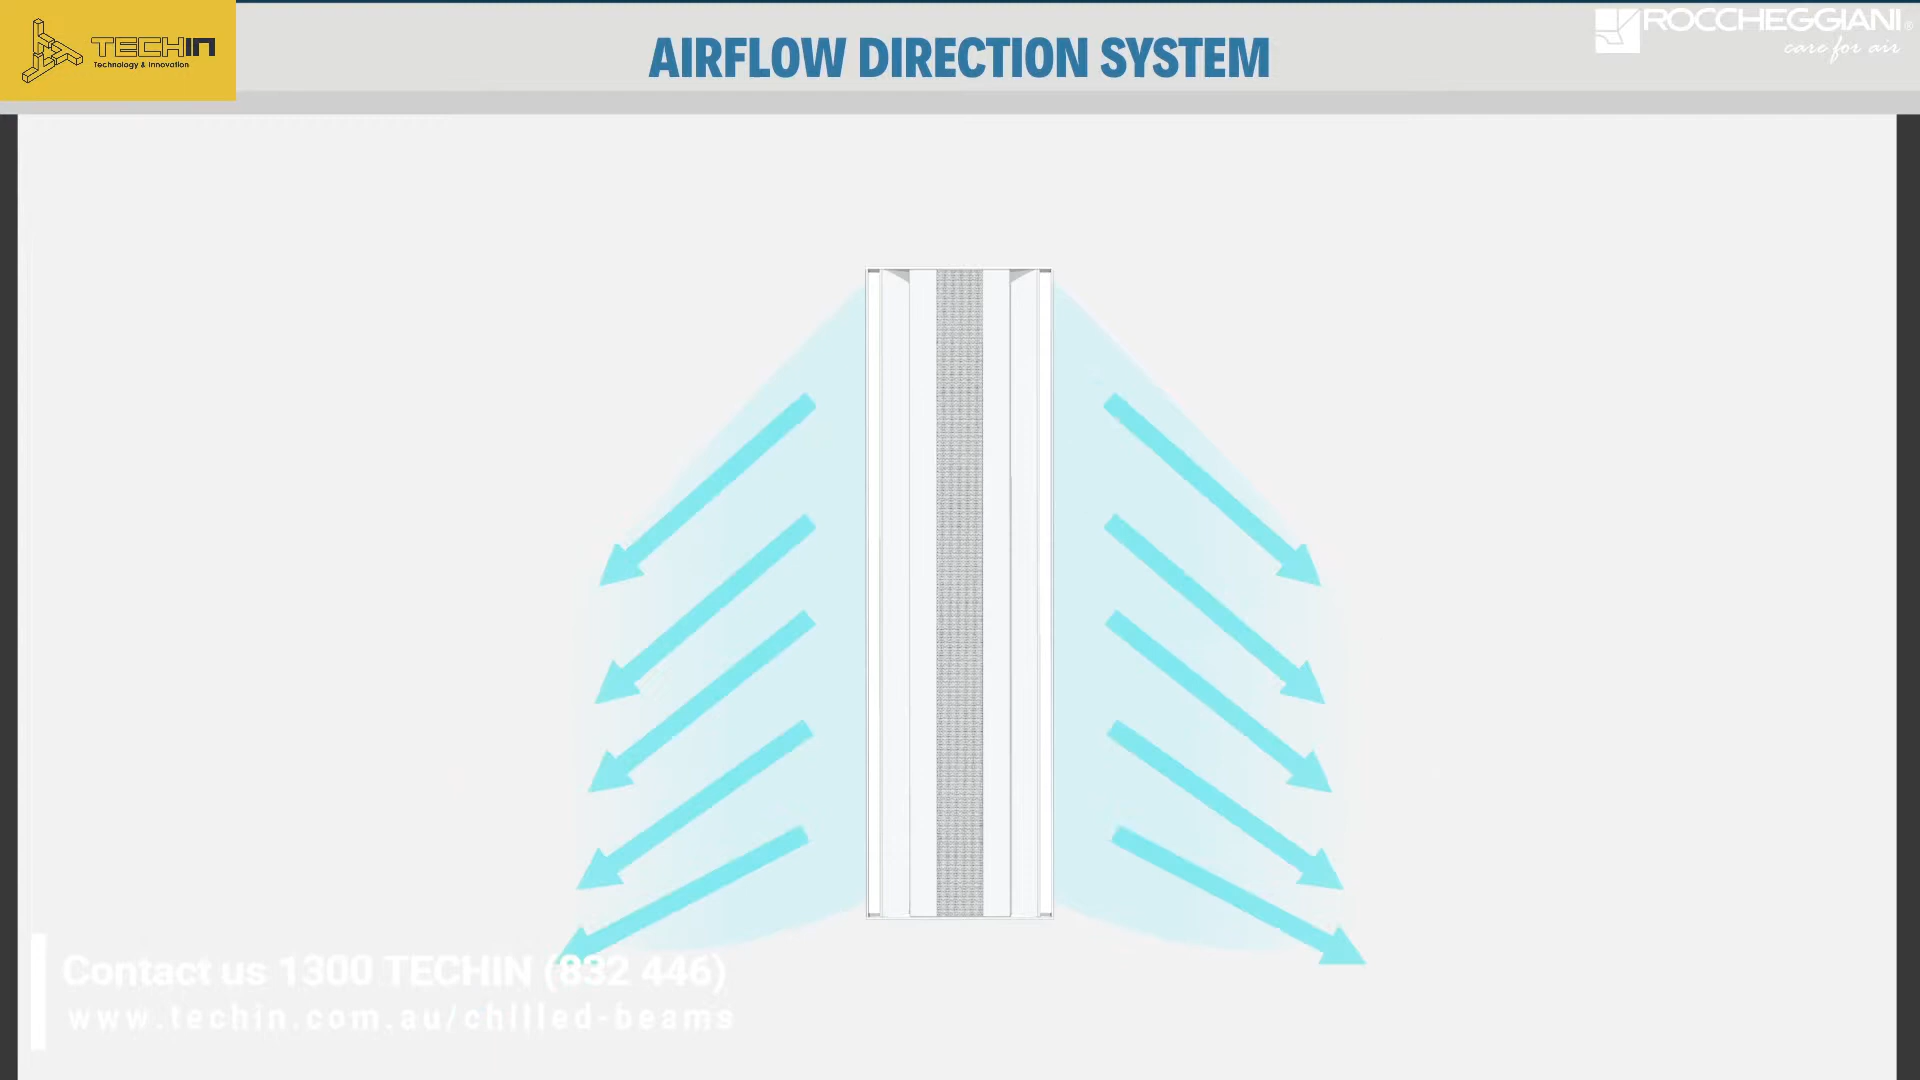 TECHIN
Technology & Innovation
AIRFLOW DIRECTION SYSTEM
ROCCHEGGIANI®
care for air
Contact us 1300 TECHIN (832 446)
www.techin.com.au/chilled-beams